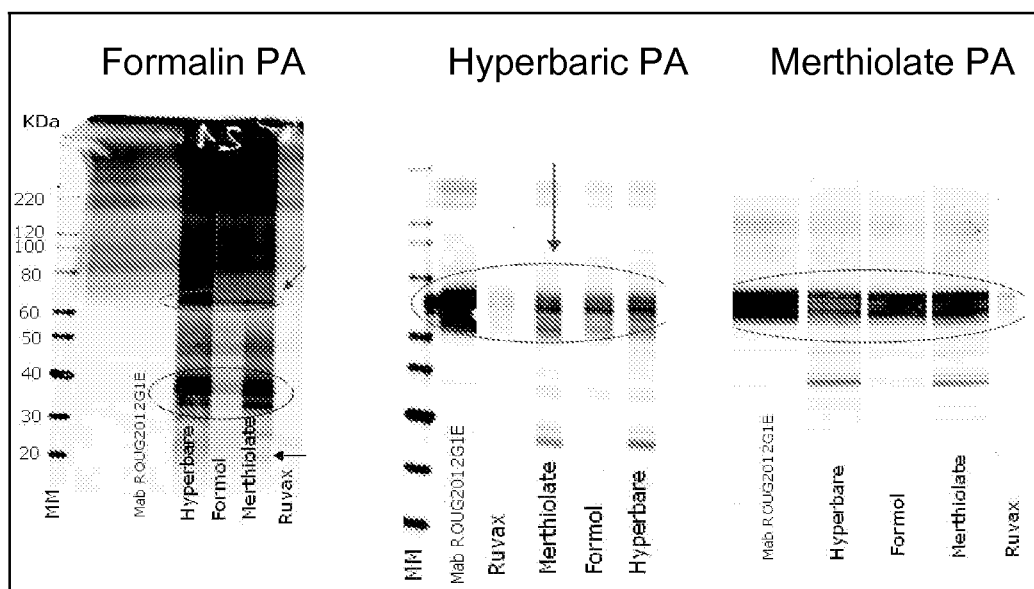 Formalin PA
Hyperbaric PA
Merthiolate PA
KDa
220
120
100
80
60
50
40
30
20
MM
Mab ROUG2012G1E
Hyperbare
Formol
Merthiolate
Ruvax
MM
Mab ROUG2012G1E
Ruvax
Merthiolate
Formol
Hyperbare
Mab ROUG2012G1E
Hyperbare
Formol
Merthiolate
Ruvax